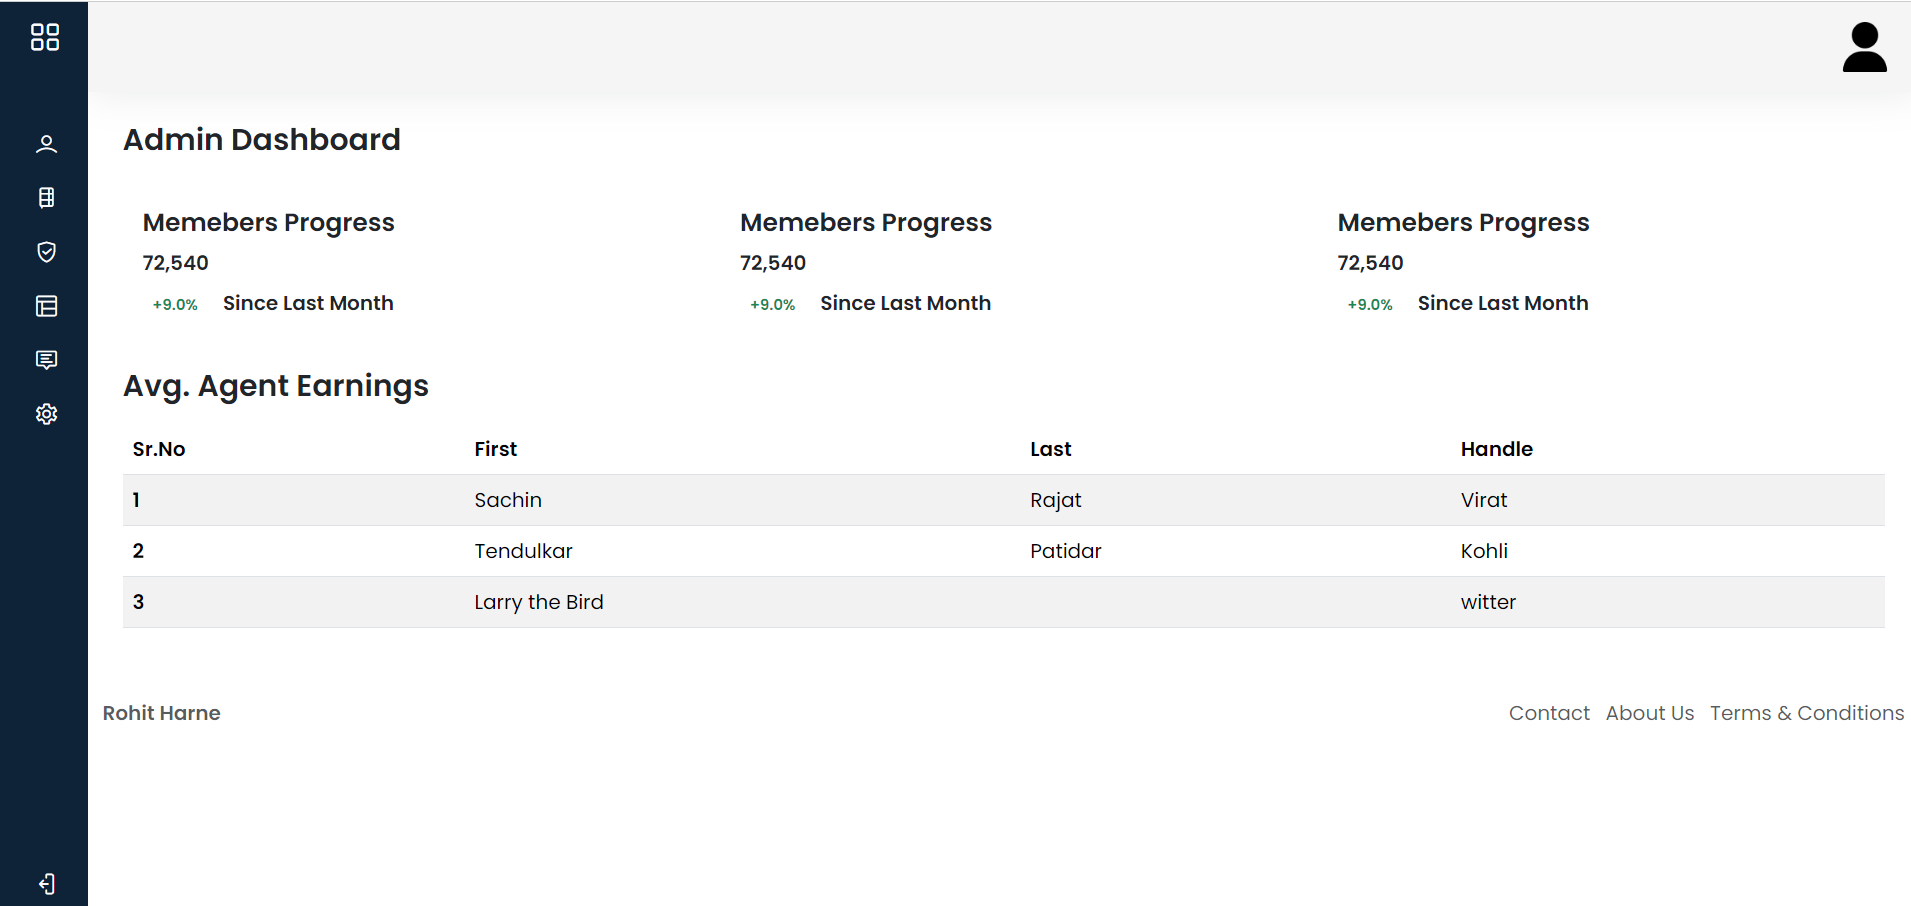 Admin Dashboard
Memebers Progress Memebers Progress Memebers Progress
72,540 72,540 72,540
+9.0% Since Last Month +9.0% Since Last Month +9.0% Since Last Month
Avg. Agent Earnings
Sr.No First Last Handle
1 Sachin Rajat Virat
2 Tendulkar Patidar Kohli
3 Larry the Bird witter
Rohit Harne Contact About Us Terms & Conditions